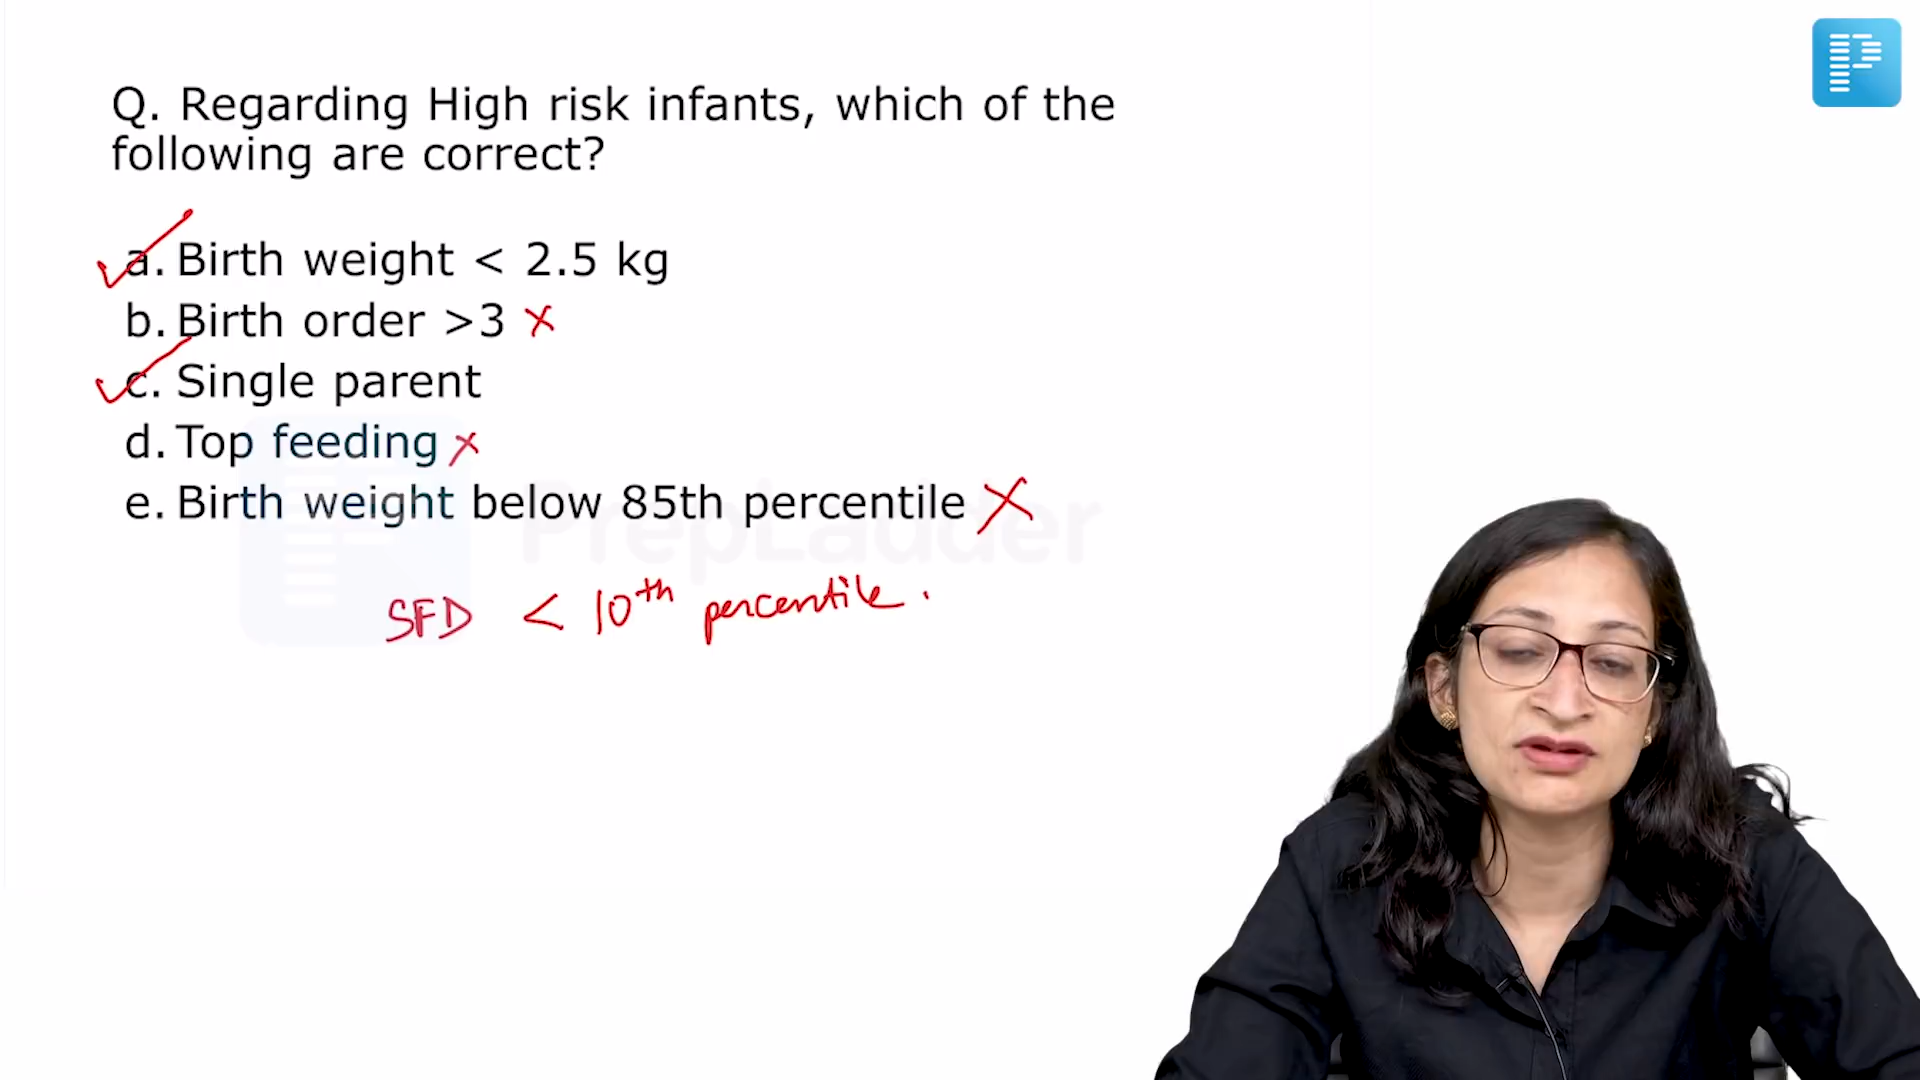 Q. Regarding High risk infants, which of the
following are correct?
a. Birth weight < 2.5 kg
b. Birth order >3 x
c. Single parent
d. Top feeding x
e. Birth weight below 85th percentile X
PrepLadder
SFD < 10th percentile.